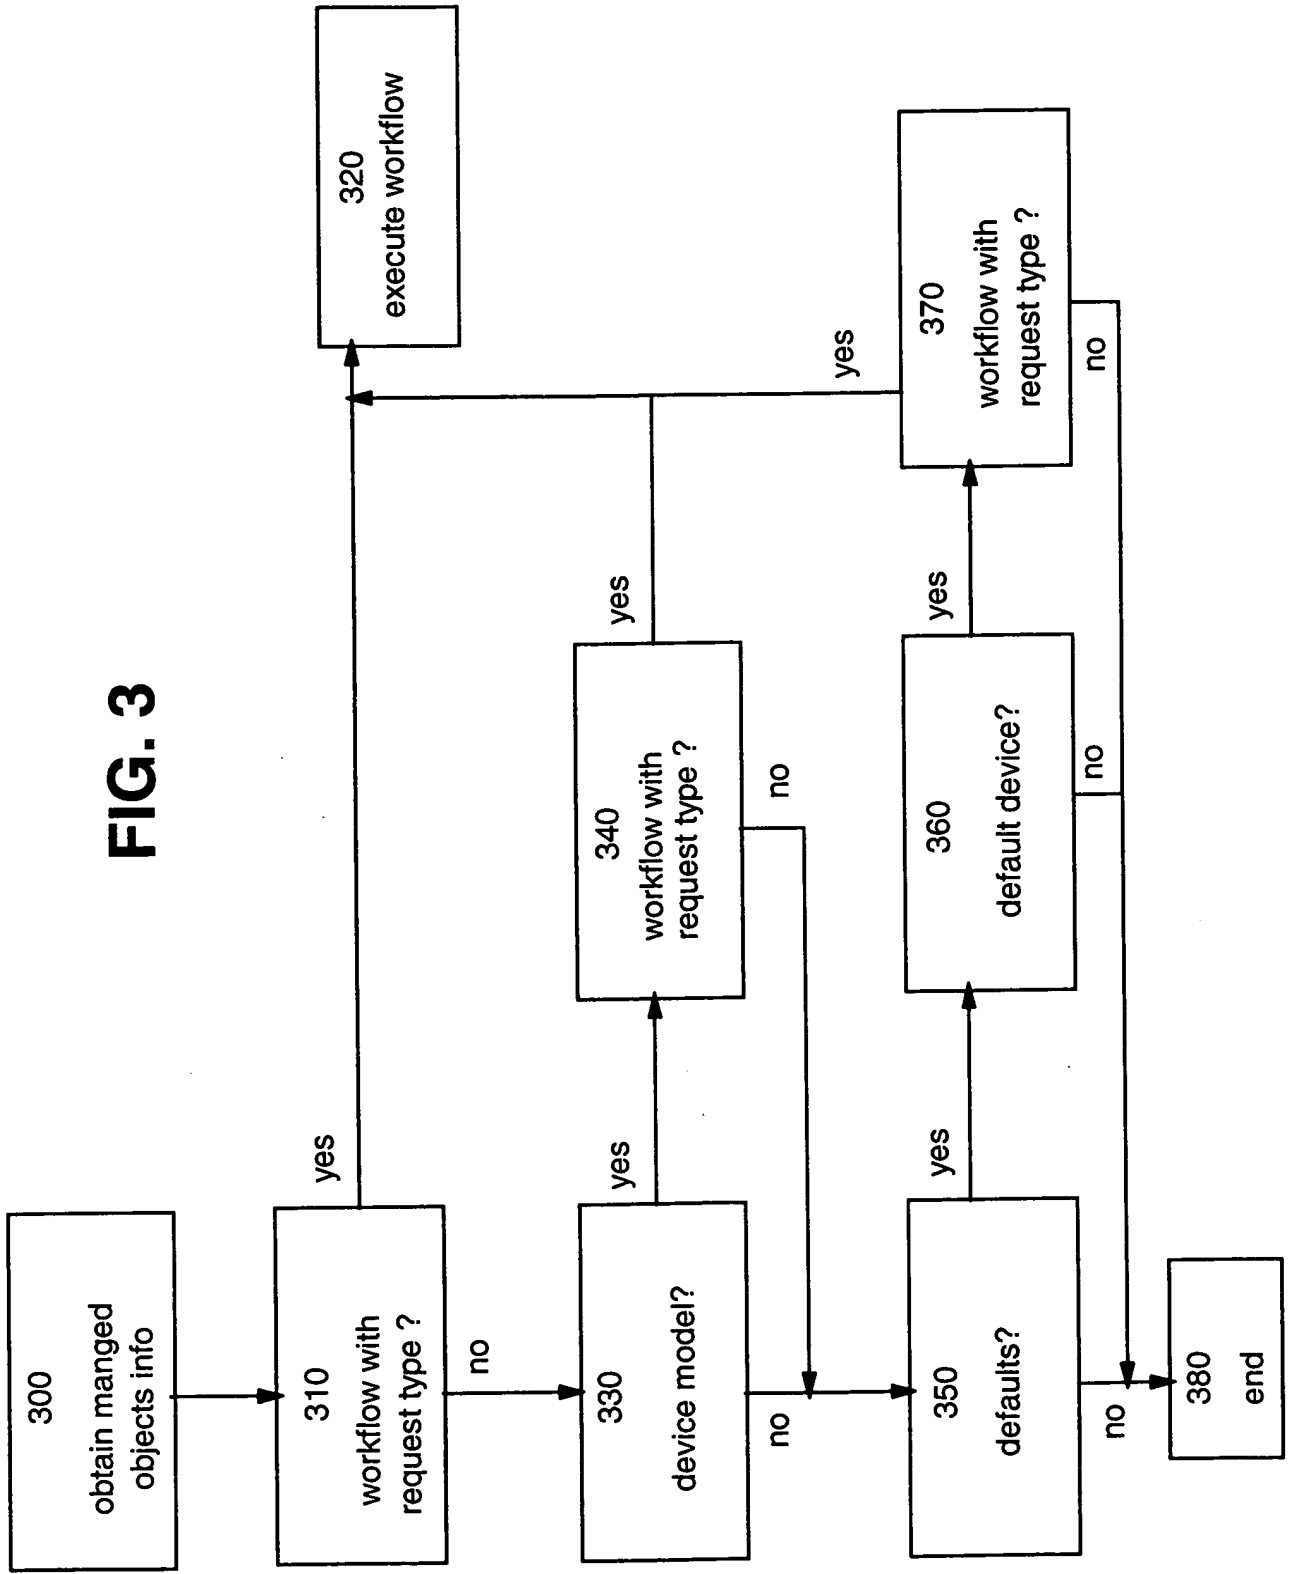 FIG. 3
300
obtain manged
objects info
310
workflow with
request type ?
yes
320
execute workflow
no
330
device model?
yes
340
workflow with
request type ?
yes
no
no
350
defaults?
yes
360
default device?
yes
370
workflow with
request type ?
yes
no
no
no
380
end